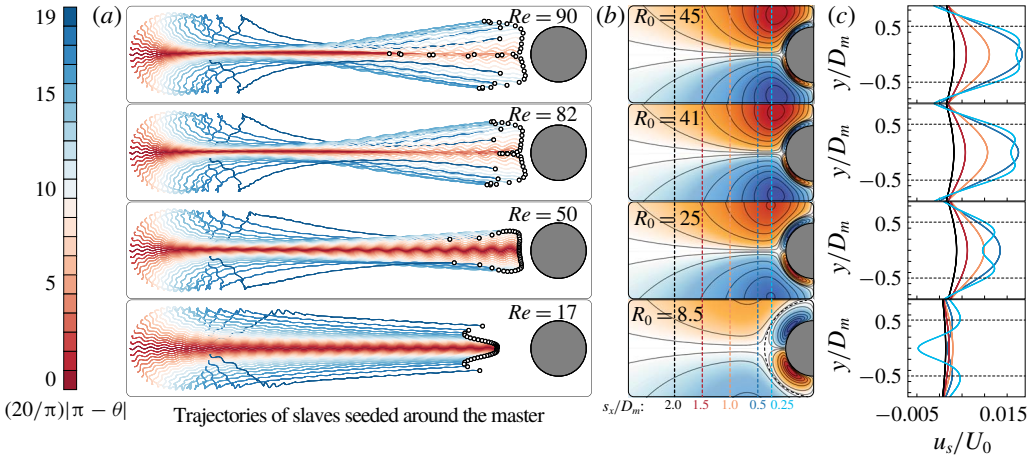 19
15
10
5
0
(20/π)|π − θ|
(a)
Re = 90
Re = 82
Re = 50
Re = 17
Trajectories of slaves seeded around the master
(b)
R₀ = 45
R₀ = 41
R₀ = 25
R₀ = 8.5
sₓ/Dₘ: 2.0 1.5 1.0 0.5 0.25
(c)
y/Dₘ
0.5
−0.5
y/Dₘ
0.5
−0.5
y/Dₘ
0.5
−0.5
y/Dₘ
0.5
−0.5
−0.005 0.015
uₛ/U₀